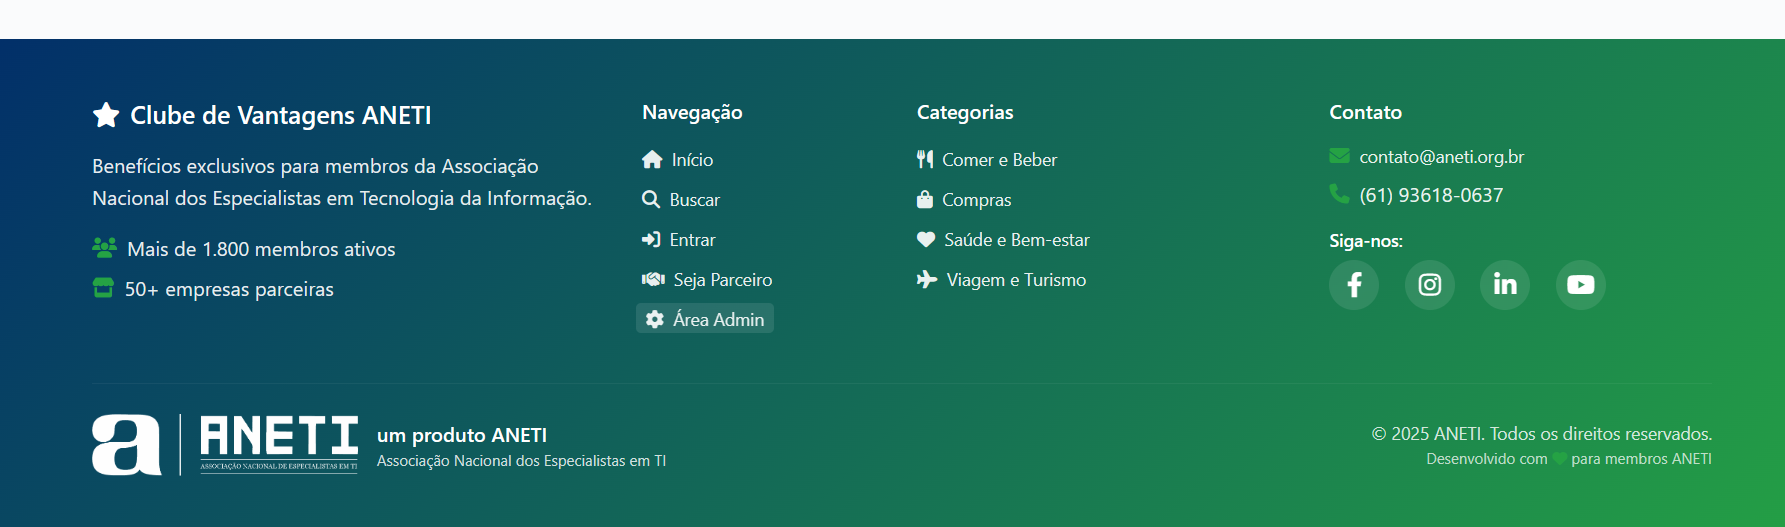 Clube de Vantagens ANETI
Benefícios exclusivos para membros da Associação
Nacional dos Especialistas em Tecnologia da Informação.
Mais de 1.800 membros ativos
50+ empresas parceiras
Navegação
Início
Buscar
Entrar
Seja Parceiro
Área Admin
Categorias
Comer e Beber
Compras
Saúde e Bem-estar
Viagem e Turismo
Contato
contato@aneti.org.br
(61) 93618-0637
Siga-nos:
a
ANETI
ASSOCIAÇÃO NACIONAL DE ESPECIALISTAS EM TI
um produto ANETI
Associação Nacional dos Especialistas em TI
© 2025 ANETI. Todos os direitos reservados.
Desenvolvido com para membros ANETI